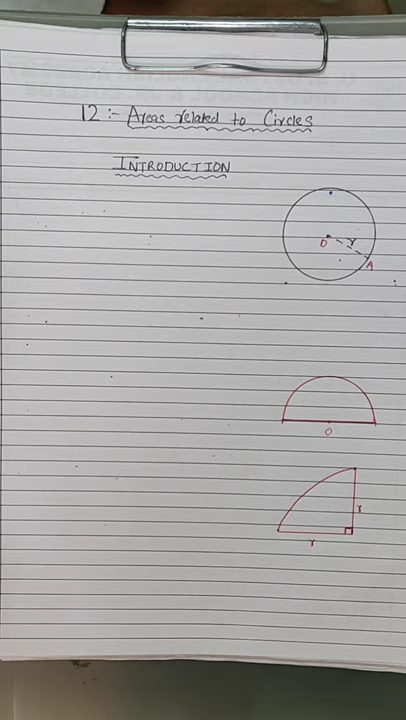 12:- Areas related to Circles
INTRODUCTION
O r
A
O
r
r